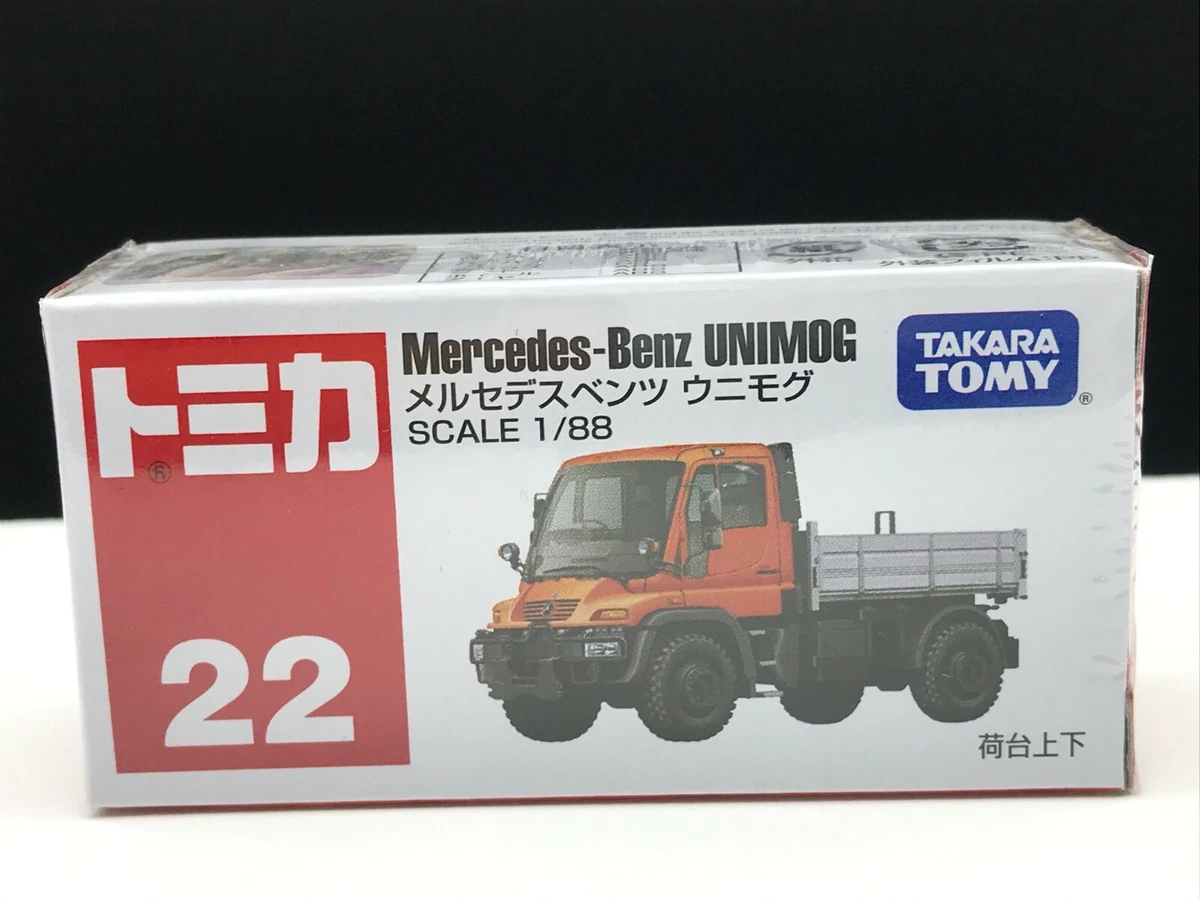 トミカ
®
22
Mercedes-Benz UNIMOG
メルセデスベンツ ウニモグ
SCALE 1/88
TAKARA
TOMY
®
荷台上下